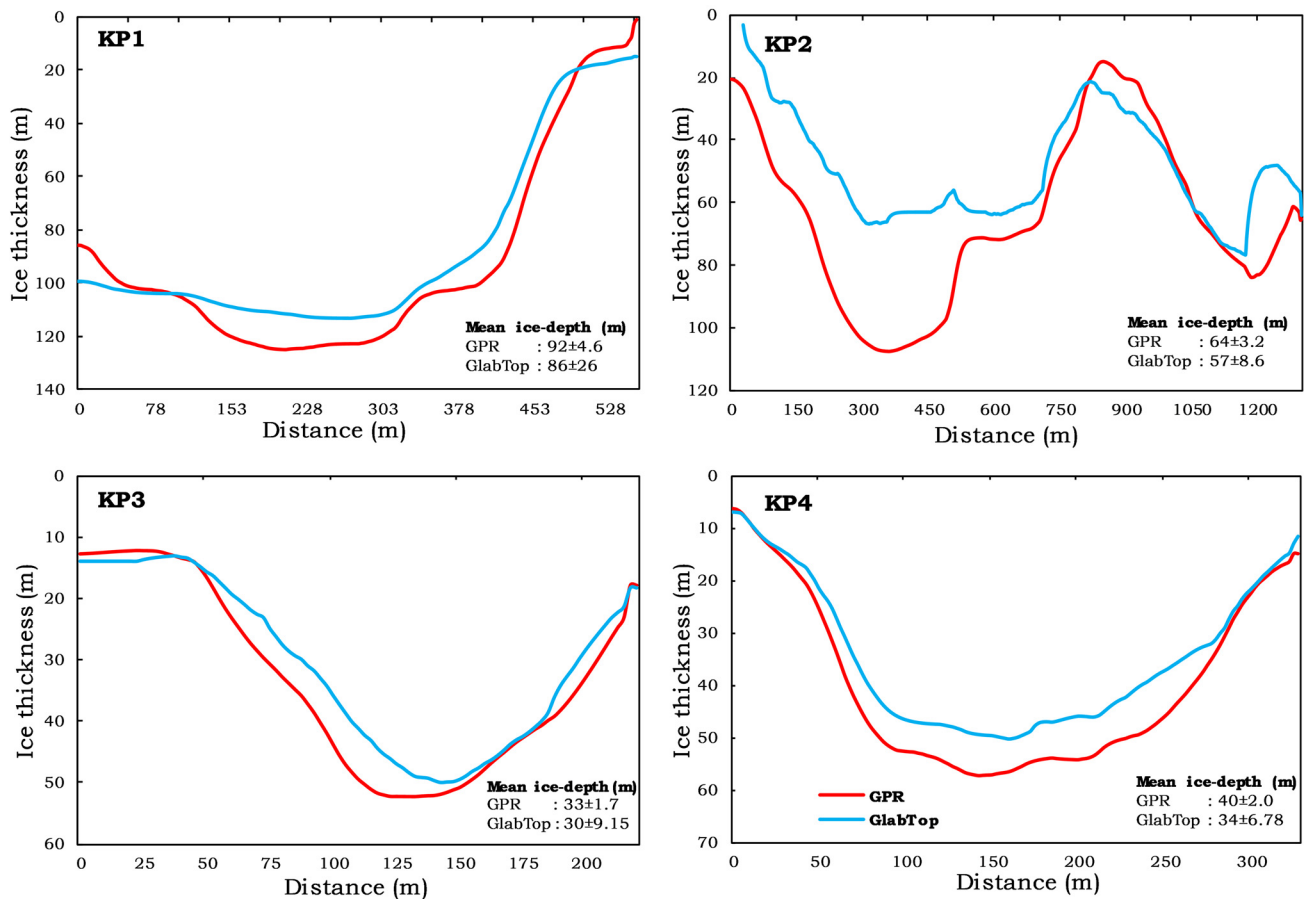 KP1
Ice thickness (m)
0
20
40
60
80
100
120
140
Mean ice-depth (m)
GPR : 92±4.6
GlabTop : 86±26
0 78 153 228 303 378 453 528
Distance (m)
KP2
Ice thickness (m)
0
20
40
60
80
100
120
Mean ice-depth (m)
GPR : 64±3.2
GlabTop : 57±8.6
0 150 300 450 600 750 900 1050 1200
Distance (m)
KP3
Ice thickness (m)
0
10
20
30
40
50
60
Mean ice-depth (m)
GPR : 33±1.7
GlabTop : 30±9.15
0 25 50 75 100 125 150 175 200
Distance (m)
KP4
Ice thickness (m)
0
10
20
30
40
50
60
70
GPR
GlabTop
Mean ice-depth (m)
GPR : 40±2.0
GlabTop : 34±6.78
0 50 100 150 200 250 300
Distance (m)